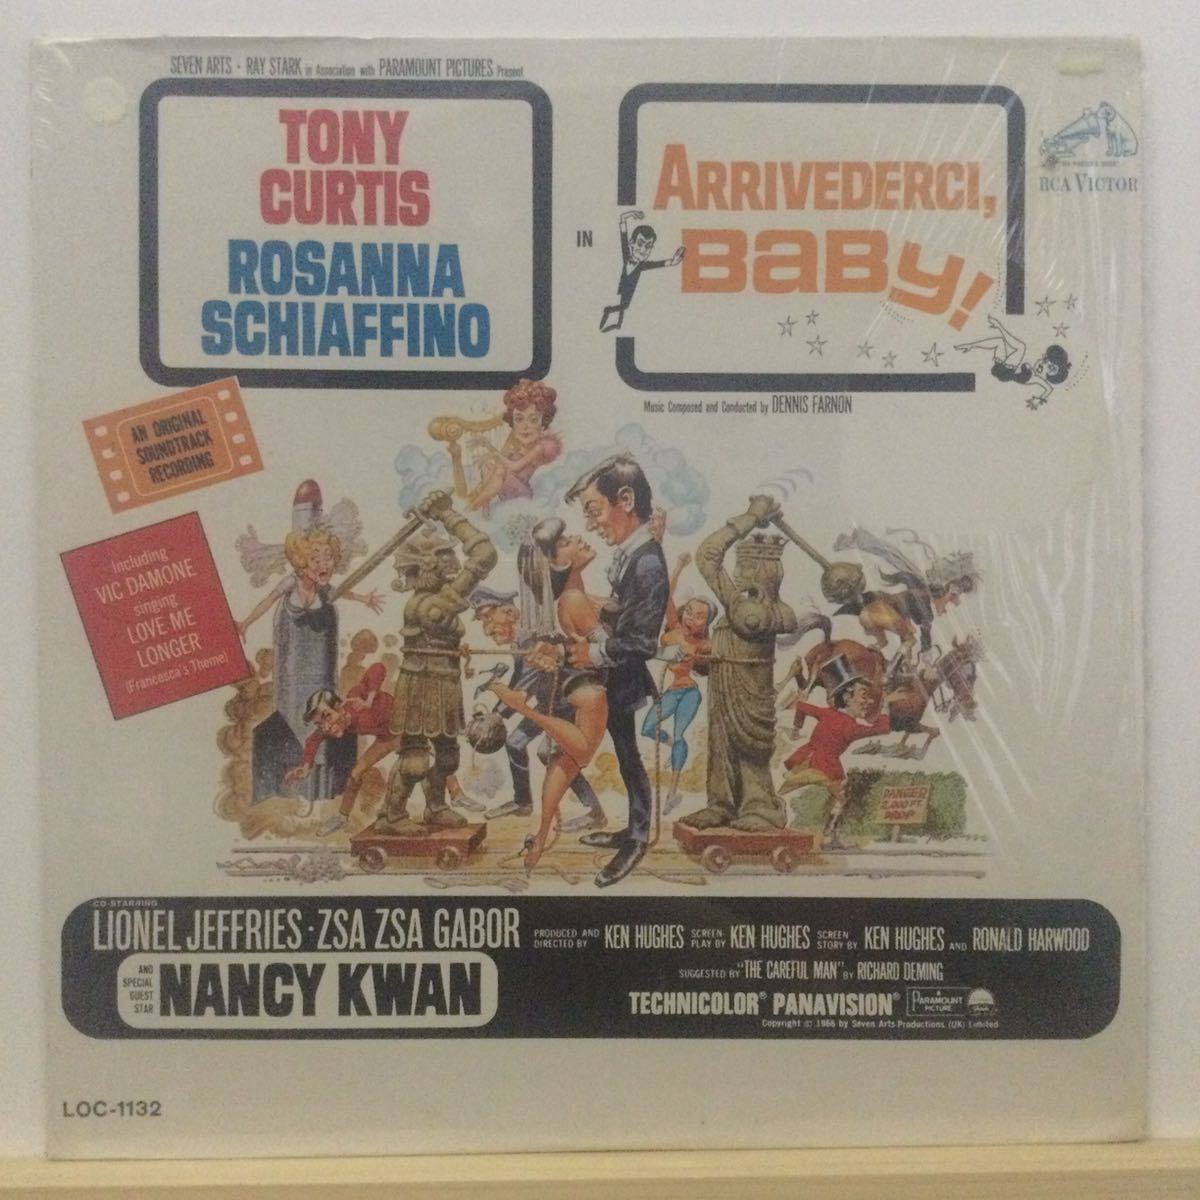 SEVEN ARTS · RAY STARK in Association with PARAMOUNT PICTURES Present
TONY
CURTIS
ROSANNA
SCHIAFFINO
IN
ARRIVEDERCI,
BABY!
"HIS MASTER'S VOICE"
RCA VICTOR
Music Composed and Conducted by DENNIS FARNON
AN ORIGINAL
SOUNDTRACK
RECORDING
Including
VIC DAMONE
singing
LOVE ME
LONGER
(Francesca's Theme)
DANGER
2,000 FT.
DROP
CO-STARRING
LIONEL JEFFRIES · ZSA ZSA GABOR
AND
SPECIAL
GUEST
STAR
NANCY KWAN
PRODUCED AND
DIRECTED BY KEN HUGHES SCREEN-
PLAY BY KEN HUGHES SCREEN
STORY BY KEN HUGHES AND RONALD HARWOOD
SUGGESTED BY "THE CAREFUL MAN" BY RICHARD DEMING
TECHNICOLOR® PANAVISION®
A
PARAMOUNT
PICTURE
Copyright © 1966 by Seven Arts Productions (UK) Limited
LOC-1132